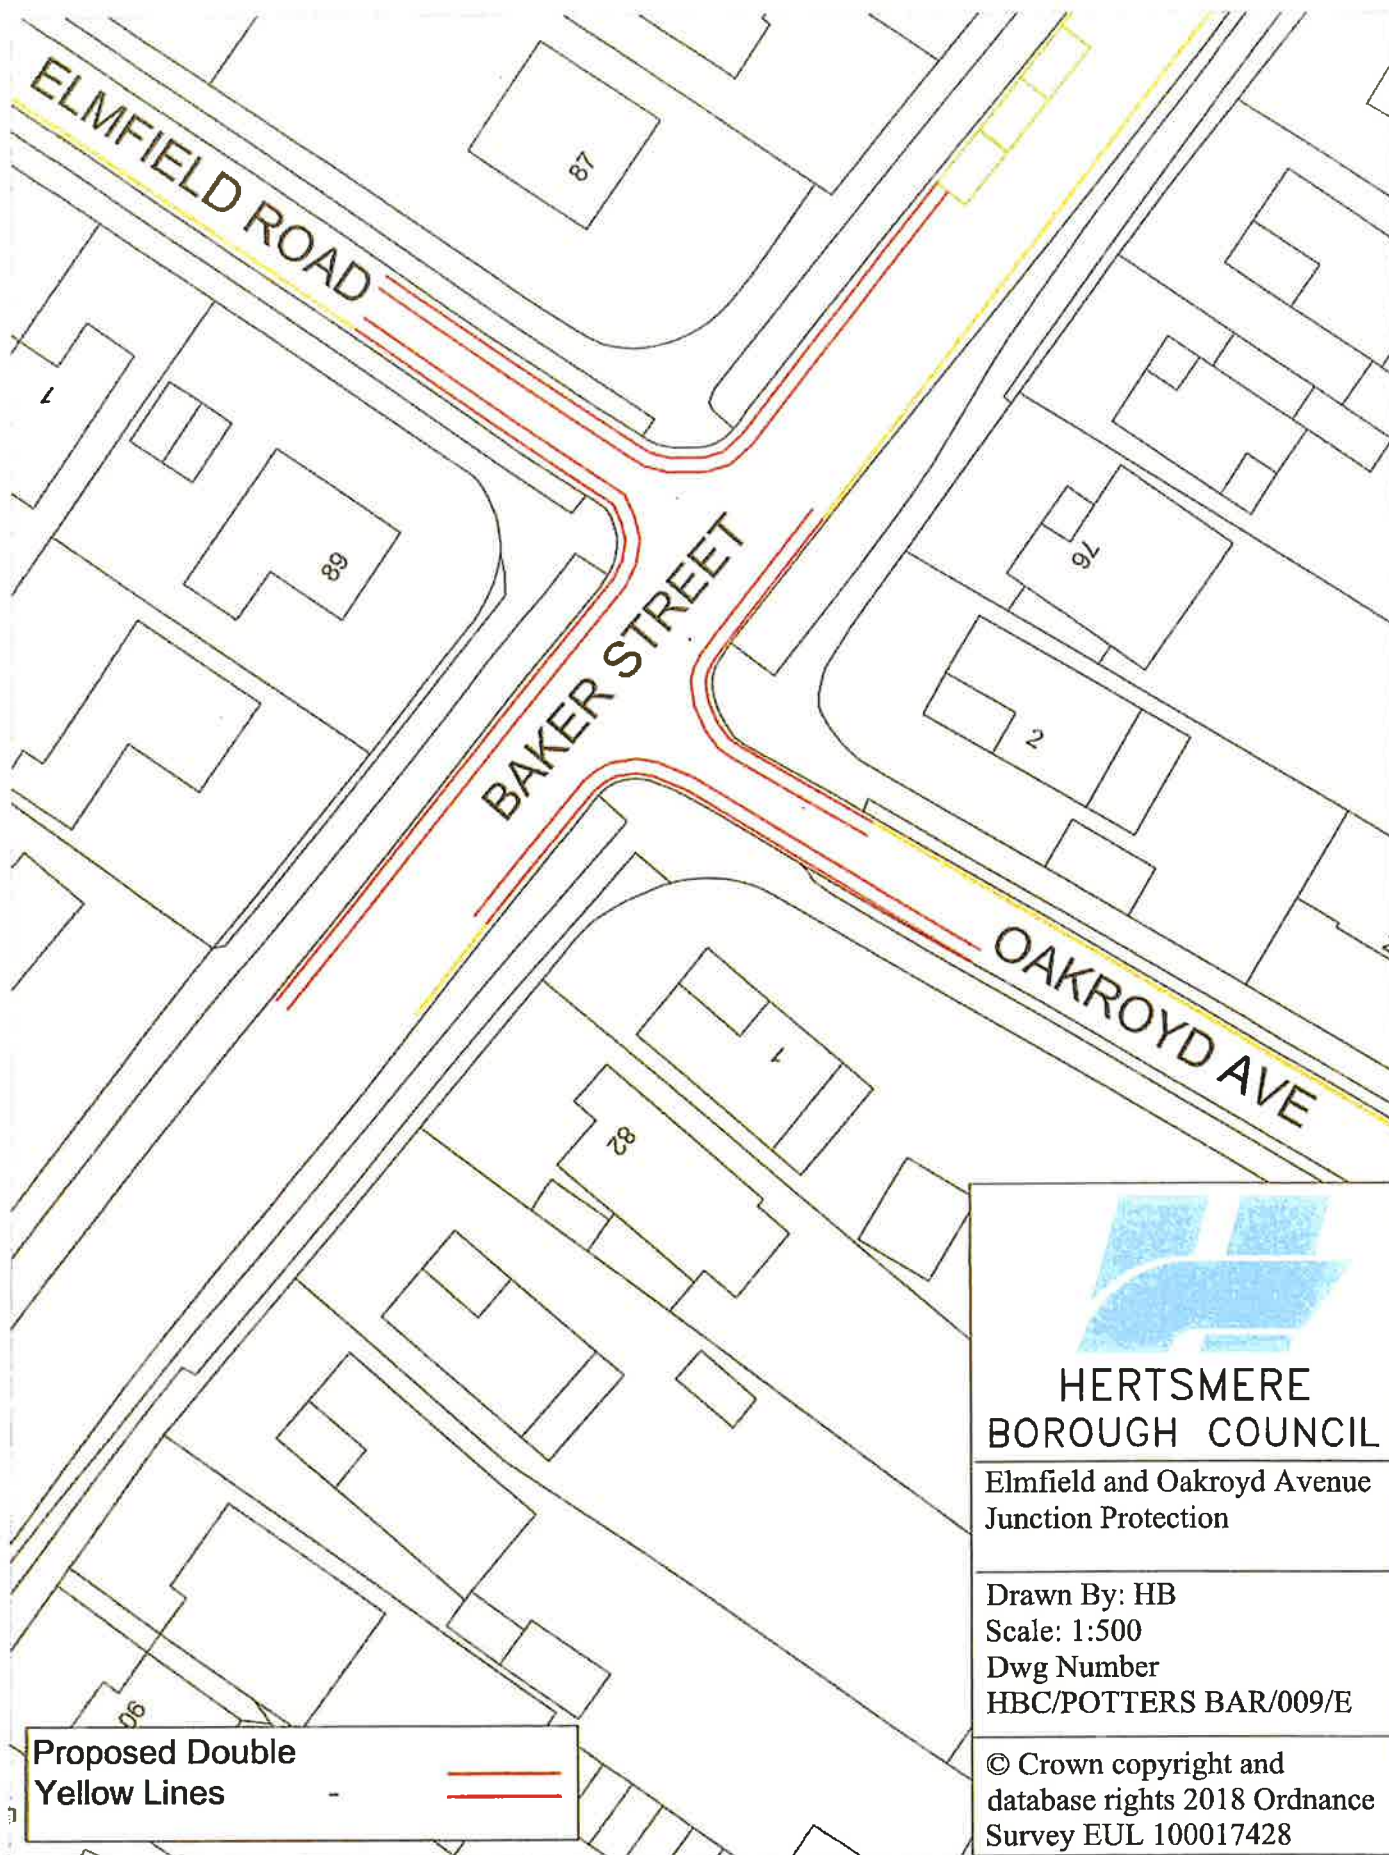 ELMFIELD ROAD
87
1
89
BAKER STREET
76
2
OAKROYD AVE
1
82
90
HERTSMERE
BOROUGH COUNCIL
Elmfield and Oakroyd Avenue
Junction Protection
Drawn By: HB
Scale: 1:500
Dwg Number
HBC/POTTERS BAR/009/E
© Crown copyright and
database rights 2018 Ordnance
Survey EUL 100017428
Proposed Double
Yellow Lines -